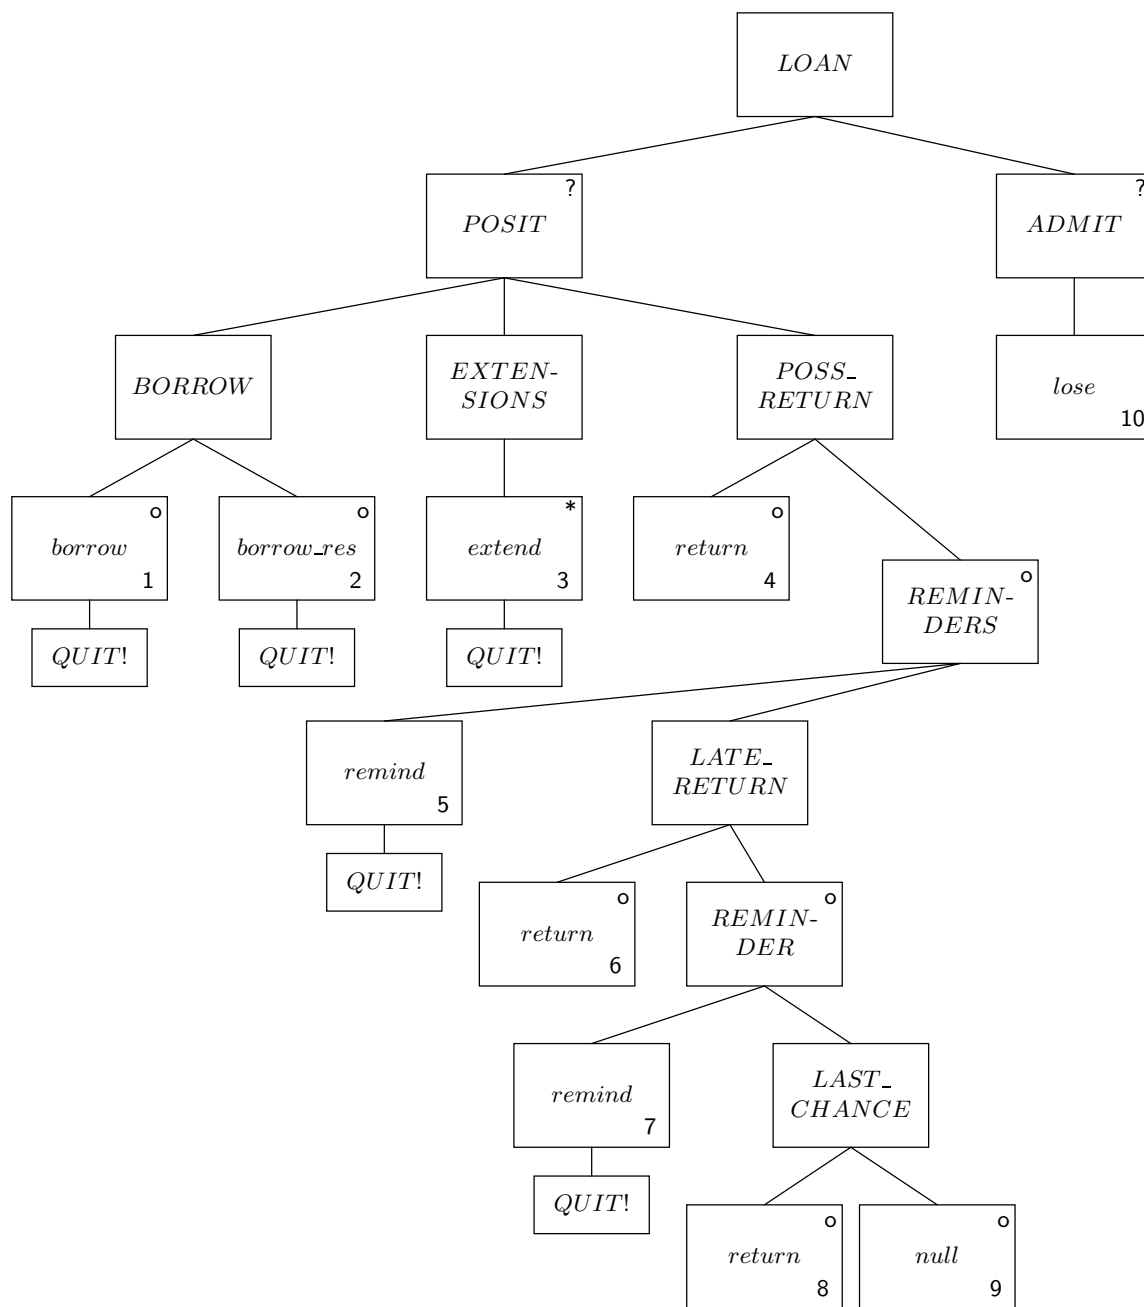 LOAN
?
POSIT
?
ADMIT
BORROW
EXTEN-
SIONS
POSS_
RETURN
lose
10
o
borrow
1
o
borrow_res
2
*
extend
3
o
return
4
o
REMIN-
DERS
QUIT!
QUIT!
QUIT!
remind
5
LATE_
RETURN
QUIT!
o
return
6
o
REMIN-
DER
remind
7
LAST_
CHANCE
QUIT!
o
return
8
o
null
9